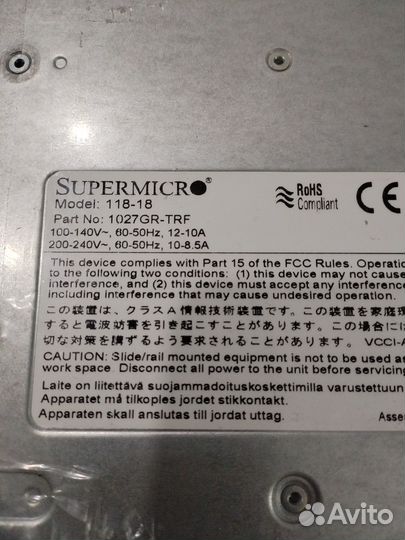 SUPERMICRO®
Model: 118-18
Part No: 1027GR-TRF
100-140V~, 60-50Hz, 12-10A
200-240V~, 60-50Hz, 10-8.5A
RoHS
Compliant
CE
This device complies with Part 15 of the FCC Rules. Operatio
to the following two conditions: (1) this device may not cause
interference, and (2) this device must accept any interference
including interference that may cause undesired operation.
この装置は、クラスA情報技術装置です。この装置を家庭環
すると電波妨害を引き起こすことがあります。この場合には
切な対策を講ずるよう要求されることがあります。 VCCI-A
CAUTION: Slide/rail mounted equipment is not to be used as
work space. Disconnect all power to the unit before servicing
Laite on liitettävä suojamaadoituskoskettimilla varustettuun
Apparatet må tilkoples jordet stikkontakt.
Apparaten skall anslutas till jordat uttag.
Asse
Avito